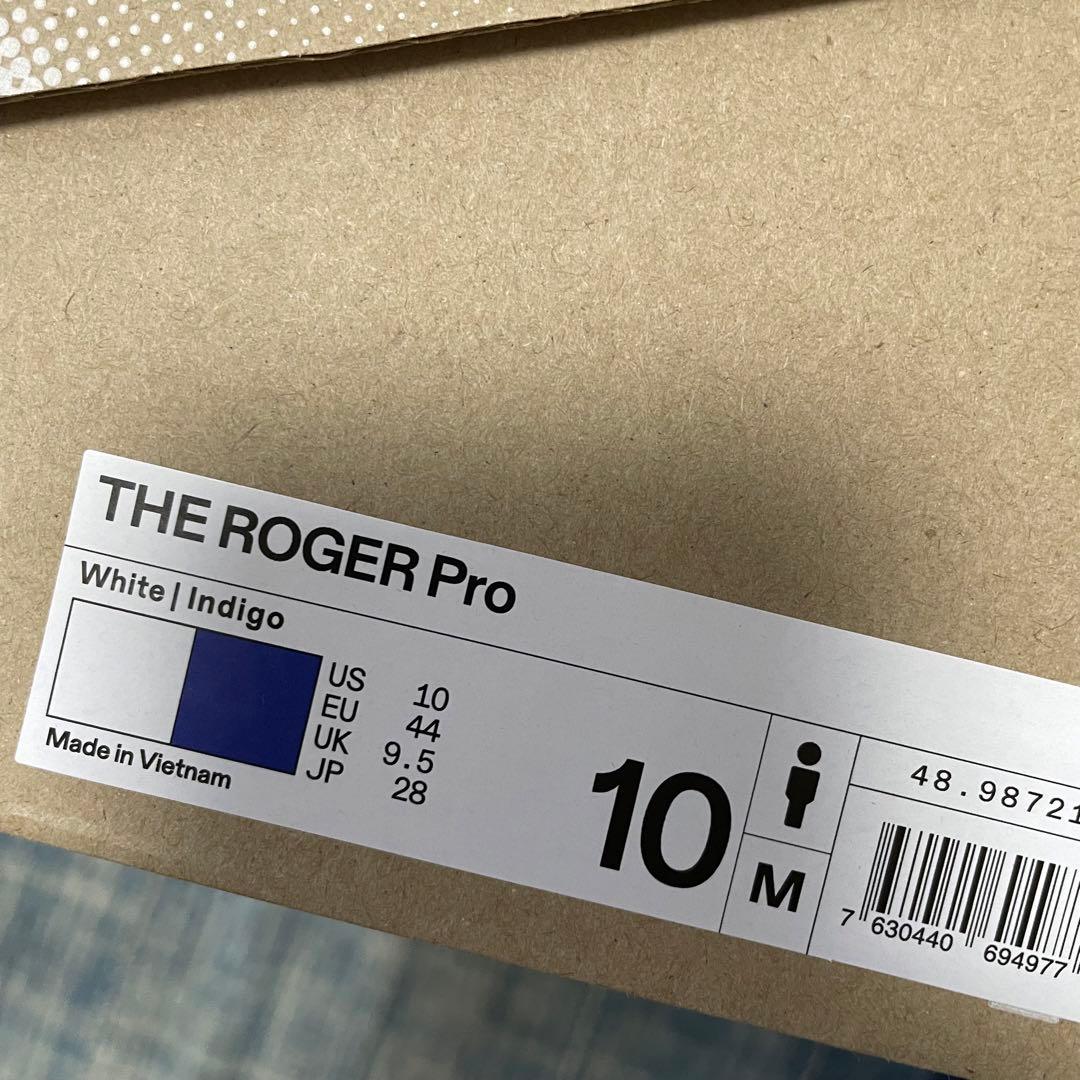 THE ROGER Pro
White | Indigo
US 10
EU 44
UK 9.5
JP 28
Made in Vietnam
10
M
48.98721
7 630440 694977